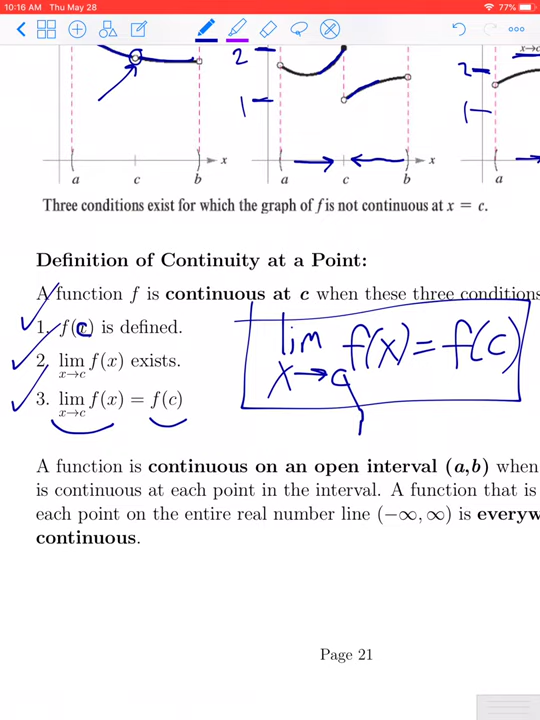 10:16 AM Thu May 28
77%
x→c
2
2
1
1
a c b x
a c b x
a
Three conditions exist for which the graph of f is not continuous at x = c.
Definition of Continuity at a Point:
A function f is continuous at c when these three conditions
1. f(c) is defined.
2. lim f(x) exists.
x→c
3. lim f(x) = f(c)
x→c
lim f(x) = f(c)
x→c
A function is continuous on an open interval (a,b) when
is continuous at each point in the interval. A function that is
each point on the entire real number line (−∞, ∞) is everyw
continuous.
Page 21